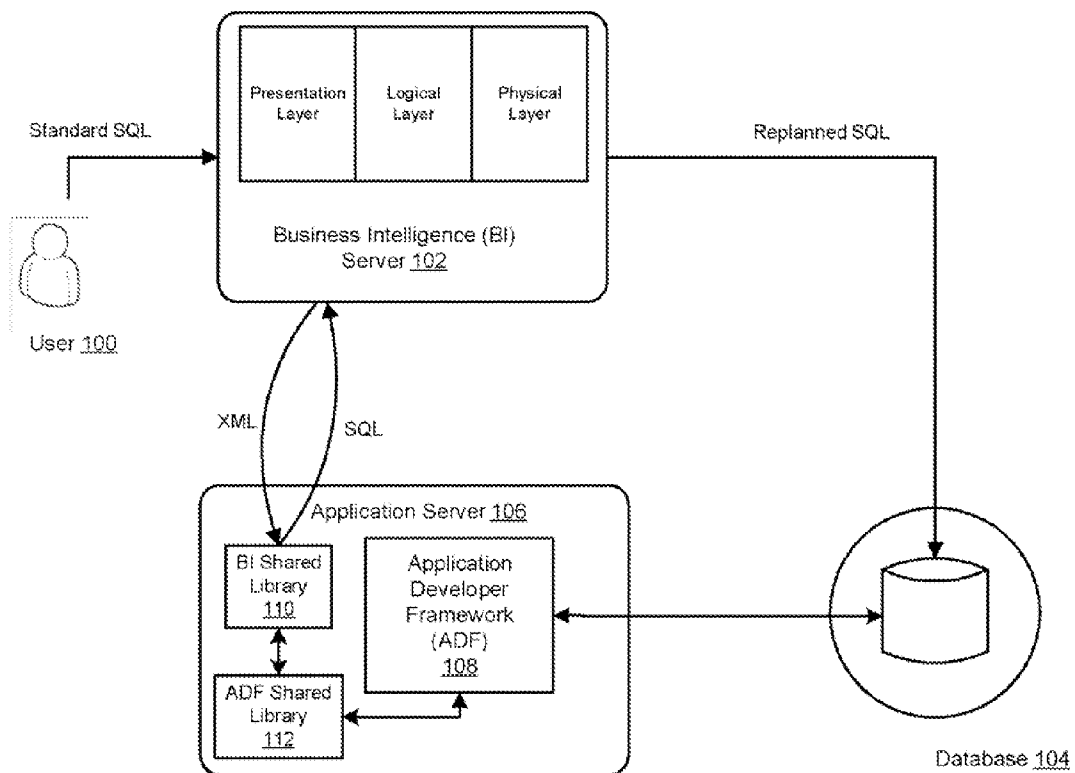 Presentation
Layer
Logical
Layer
Physical
Layer
Standard SQL
Replanned SQL
Business Intelligence (BI)
Server 102
User 100
XML
SQL
Application Server 106
BI Shared
Library
110
Application
Developer
Framework
(ADF)
108
ADF Shared
Library
112
Database 104